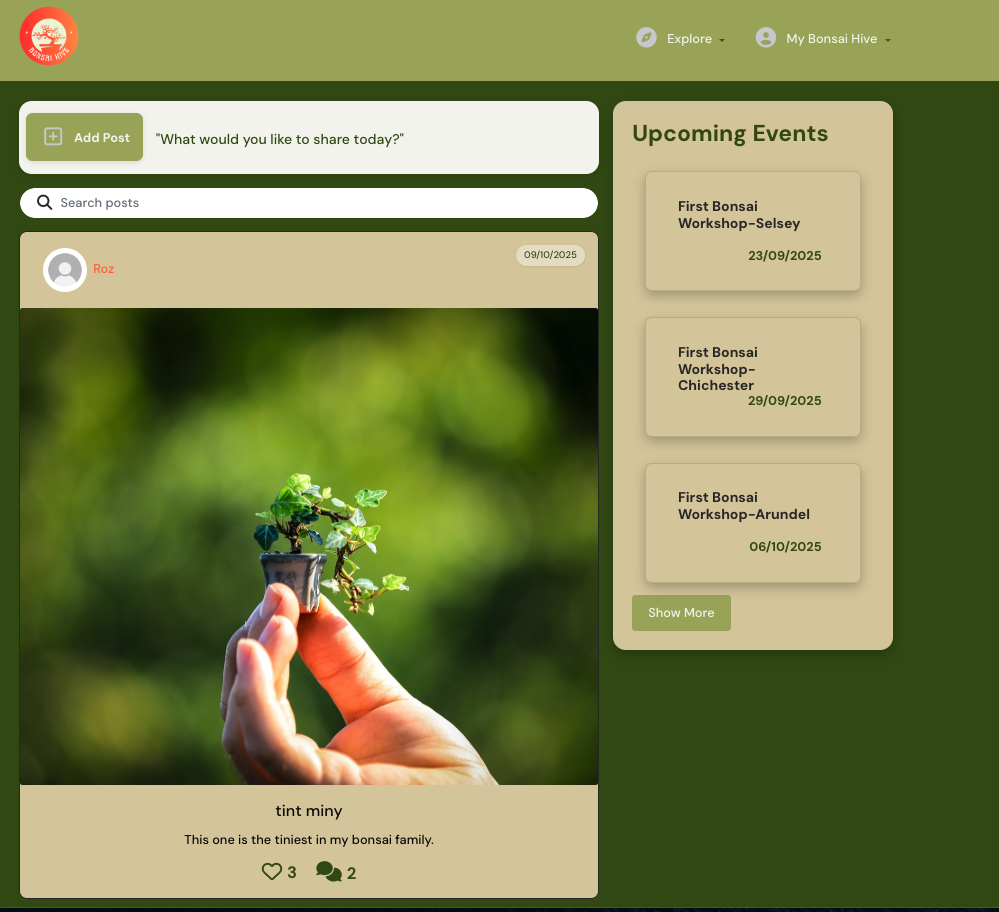 BONSAI HIVE
Explore
My Bonsai Hive
Add Post
"What would you like to share today?"
Search posts
Roz
09/10/2025
tint miny
This one is the tiniest in my bonsai family.
3
2
Upcoming Events
First Bonsai
Workshop-Selsey
23/09/2025
First Bonsai
Workshop-
Chichester
29/09/2025
First Bonsai
Workshop-Arundel
06/10/2025
Show More